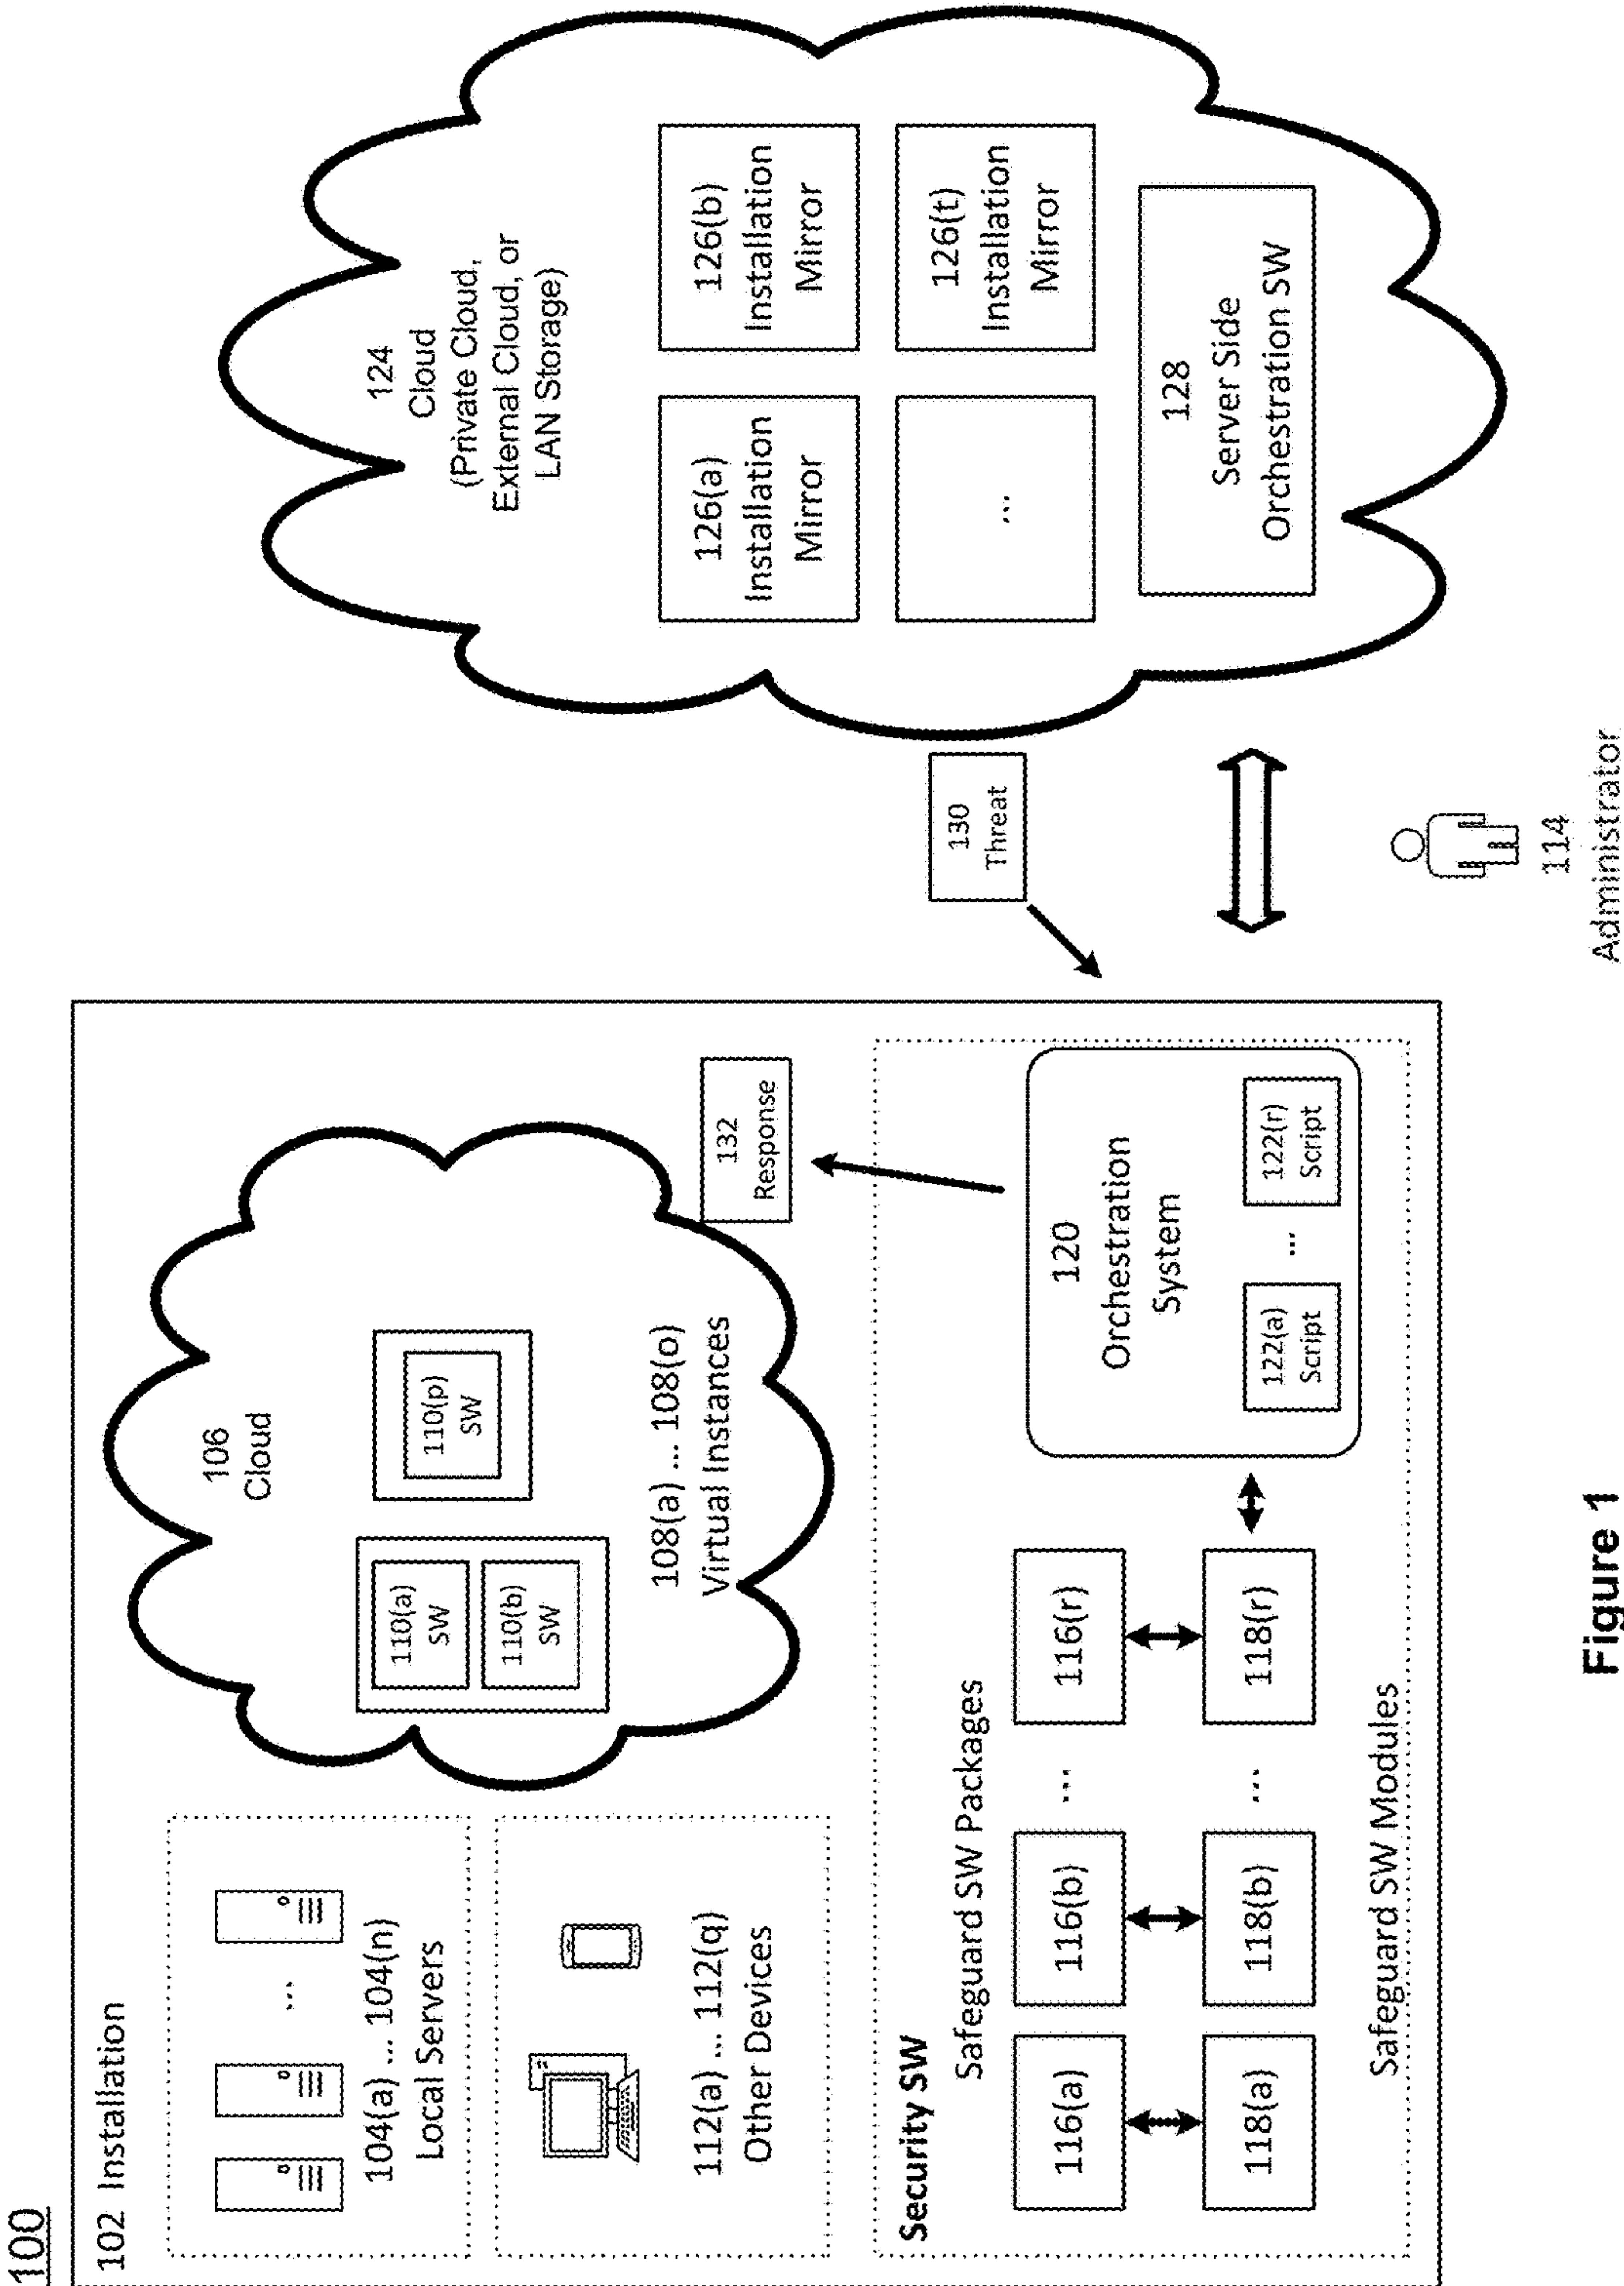 100
102 Installation
104(a) ... 104(n)
Local Servers
...
112(a) ... 112(q)
Other Devices
106
Cloud
110(a)
SW
110(b)
SW
110(p)
SW
108(a) ... 108(o)
Virtual Instances
132
Response
Security SW
Safeguard SW Packages
116(a)
116(b)
...
116(r)
118(a)
118(b)
...
118(r)
Safeguard SW Modules
120
Orchestration
System
122(a)
Script
...
122(r)
Script
130
Threat
114
Administrator
124
Cloud
(Private Cloud,
External Cloud, or
LAN Storage)
126(a)
Installation
Mirror
126(b)
Installation
Mirror
...
126(t)
Installation
Mirror
128
Server Side
Orchestration SW
Figure 1